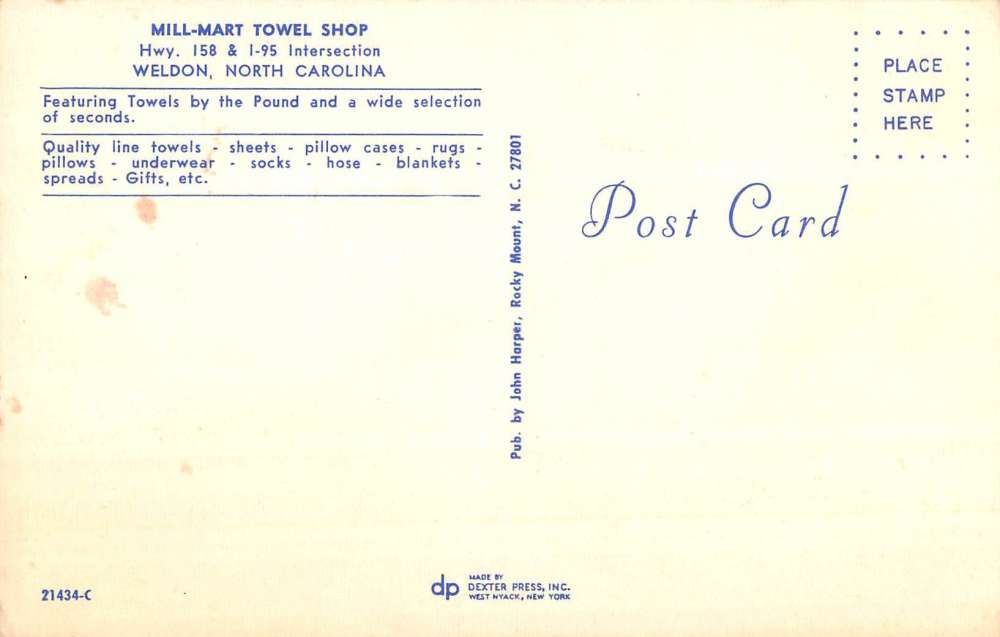 MILL-MART TOWEL SHOP
Hwy. 158 & I-95 Intersection
WELDON, NORTH CAROLINA
Featuring Towels by the Pound and a wide selection
of seconds.
Quality line towels - sheets - pillow cases - rugs -
pillows - underwear - socks - hose - blankets -
spreads - Gifts, etc.
21434-C
Pub. by John Harper, Rocky Mount, N. C. 27801
dp
MADE BY
DEXTER PRESS, INC.
WEST NYACK, NEW YORK
PLACE
STAMP
HERE
Post Card